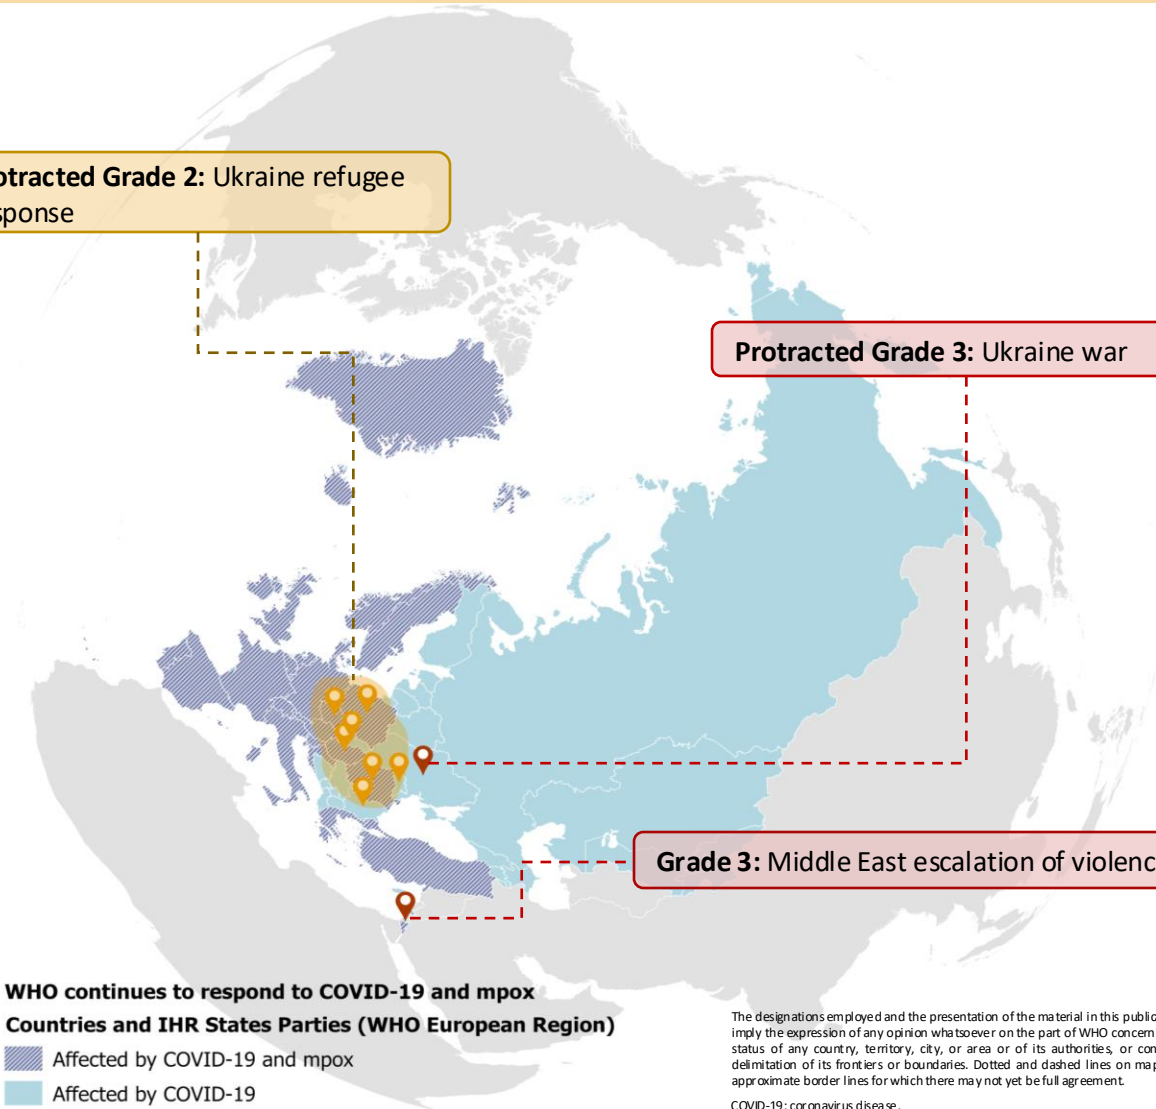 otracted Grade 2: Ukraine refugee
sponse
Protracted Grade 3: Ukraine war
Grade 3: Middle East escalation of violenc
WHO continues to respond to COVID-19 and mpox
Countries and IHR States Parties (WHO European Region)
Affected by COVID-19 and mpox
Affected by COVID-19
The designations employed and the presentation of the material in this public
imply the expression of any opinion whatsoever on the part of WHO concern
status of any country, territory, city, or area or of its authorities, or con
delimitation of its frontiers or boundaries. Dotted and dashed lines on map
approximate border lines for which there may not yet be full agreement.
COVID-19: coronavirus disease.